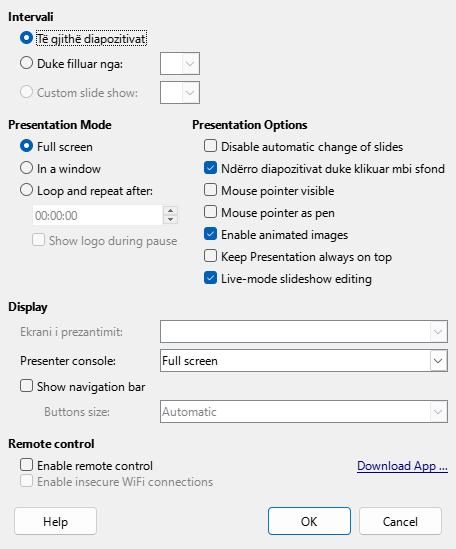 Intervali
Të gjithë diapozitivat
Duke filluar nga:
Custom slide show:
Presentation Mode
Full screen
In a window
Loop and repeat after:
00:00:00
Show logo during pause
Presentation Options
Disable automatic change of slides
Ndërro diapozitivat duke klikuar mbi sfond
Mouse pointer visible
Mouse pointer as pen
Enable animated images
Keep Presentation always on top
Live-mode slideshow editing
Display
Ekrani i prezantimit:
Presenter console: Full screen
Show navigation bar
Buttons size: Automatic
Remote control
Enable remote control Download App ...
Enable insecure WiFi connections
Help OK Cancel